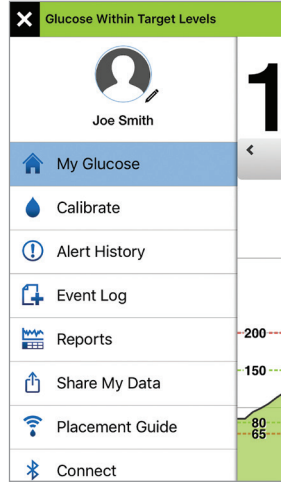 Glucose Within Target Levels
Joe Smith
1
My Glucose
Calibrate
Alert History
Event Log
Reports
Share My Data
Placement Guide
Connect
200
150
80
65